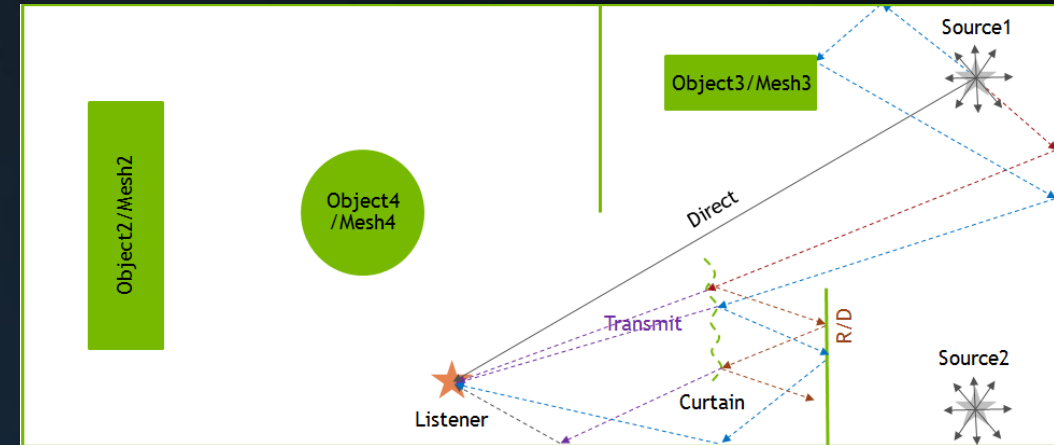 Source1
Object3/Mesh3
Object2/Mesh2
Object4
/Mesh4
Direct
Transmit
R/D
Source2
Curtain
Listener